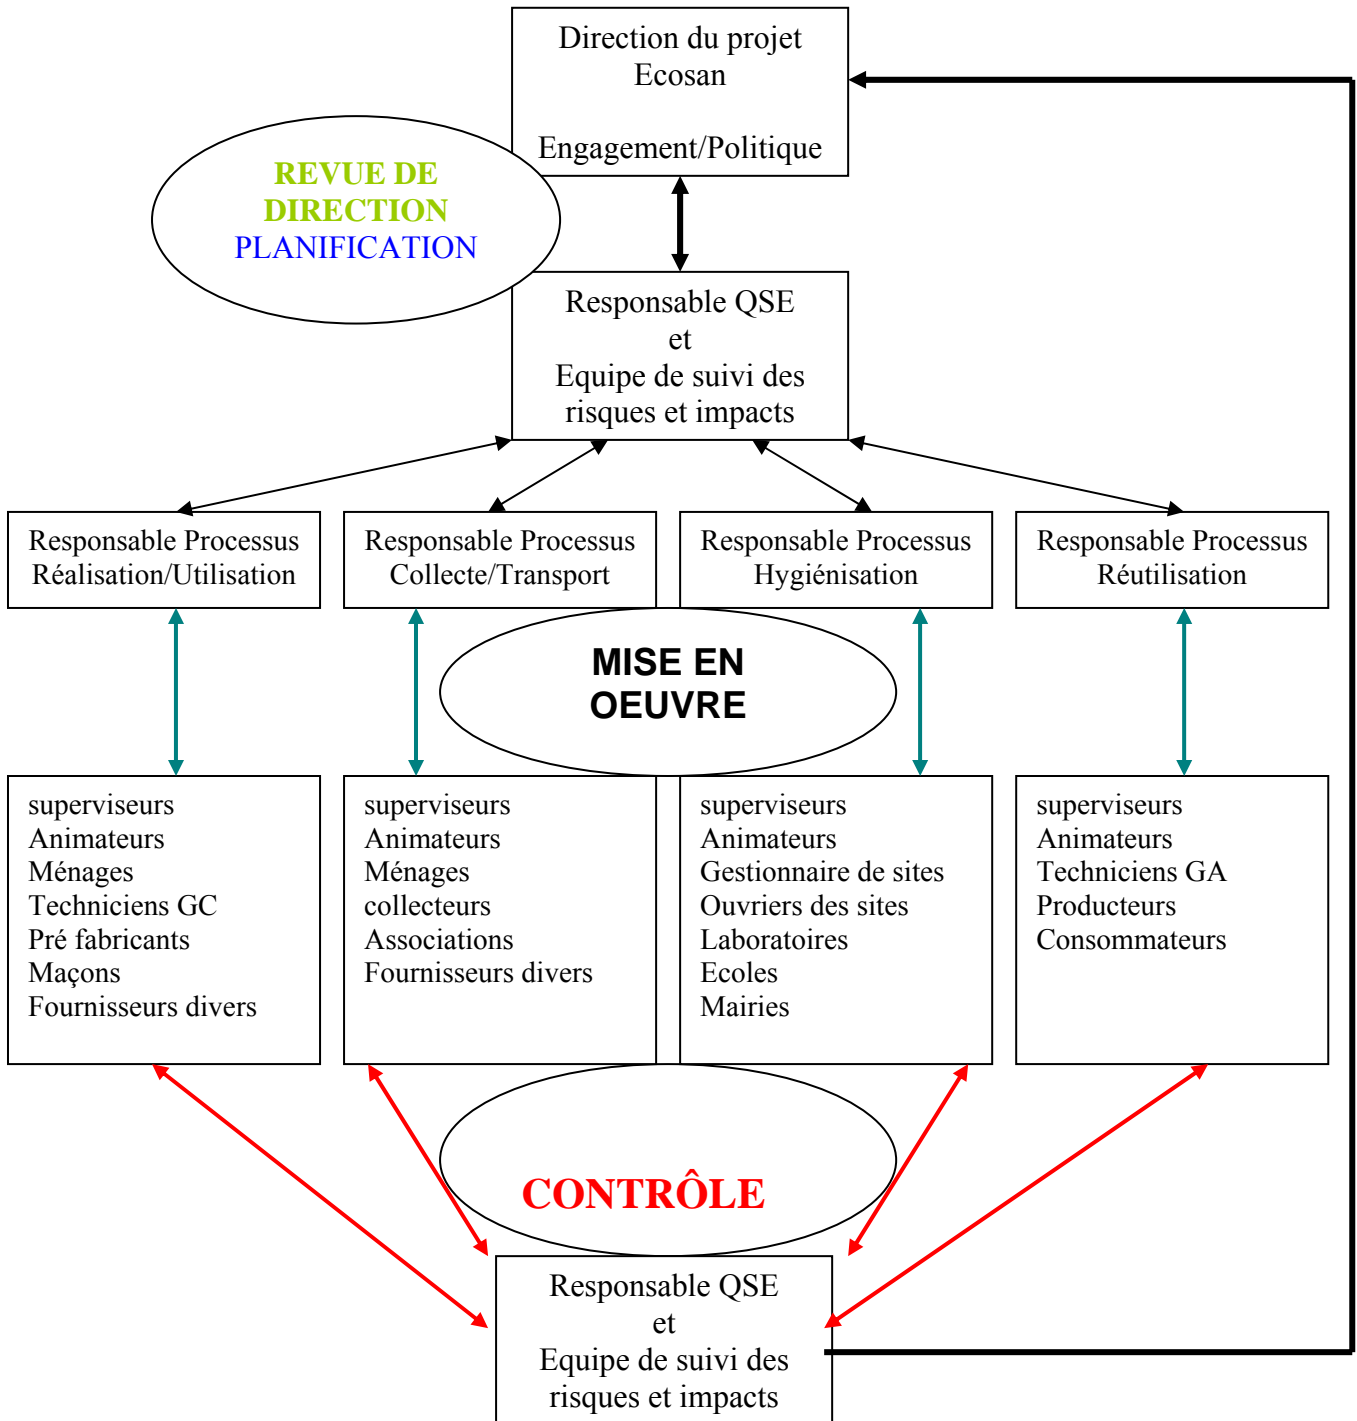 Direction du projet
Ecosan
Engagement/Politique
REVUE DE
DIRECTION
PLANIFICATION
Responsable QSE
et
Equipe de suivi des
risques et impacts
Responsable Processus
Réalisation/Utilisation
Responsable Processus
Collecte/Transport
Responsable Processus
Hygiénisation
Responsable Processus
Réutilisation
MISE EN
OEUVRE
superviseurs
Animateurs
Ménages
Techniciens GC
Pré fabricants
Maçons
Fournisseurs divers
superviseurs
Animateurs
Ménages
collecteurs
Associations
Fournisseurs divers
superviseurs
Animateurs
Gestionnaire de sites
Ouvriers des sites
Laboratoires
Ecoles
Mairies
superviseurs
Animateurs
Techniciens GA
Producteurs
Consommateurs
CONTRÔLE
Responsable QSE
et
Equipe de suivi des
risques et impacts